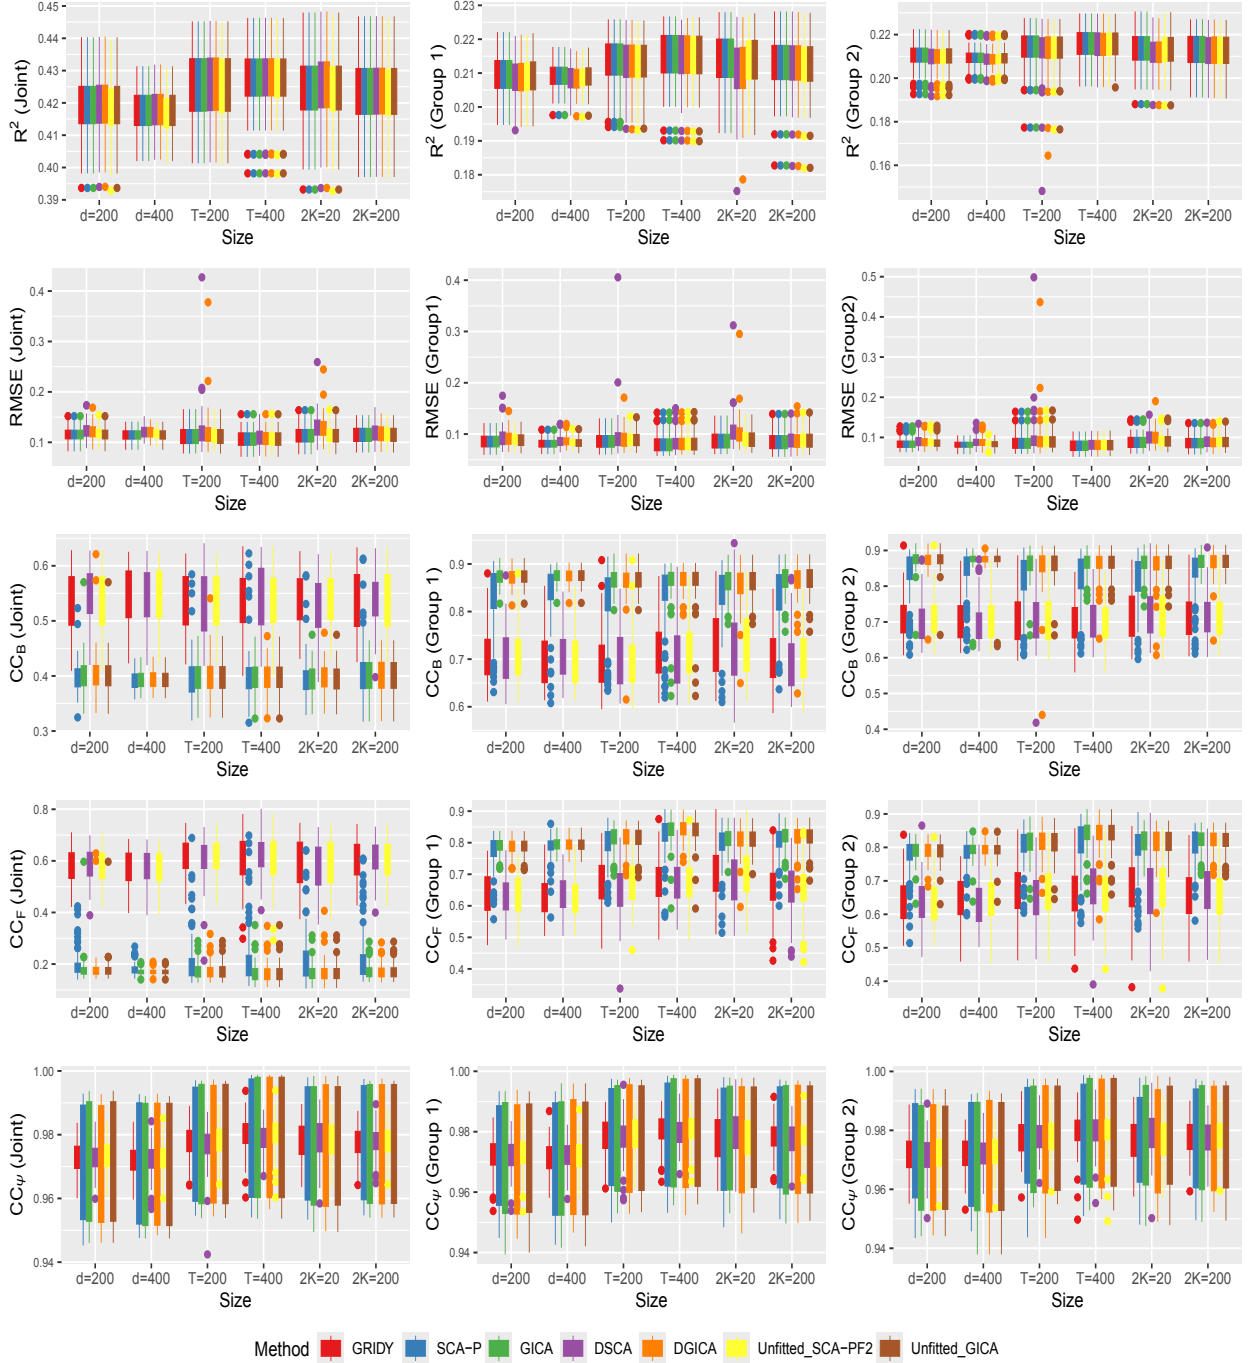 R² (Joint)
0.45
0.44
0.43
0.42
0.41
0.40
0.39
d=200 d=400 T=200 T=400 2K=20 2K=200
Size
R² (Group 1)
0.23
0.22
0.21
0.20
0.19
0.18
d=200 d=400 T=200 T=400 2K=20 2K=200
Size
R² (Group 2)
0.22
0.20
0.18
0.16
d=200 d=400 T=200 T=400 2K=20 2K=200
Size
RMSE (Joint)
0.4
0.3
0.2
0.1
d=200 d=400 T=200 T=400 2K=20 2K=200
Size
RMSE (Group1)
0.4
0.3
0.2
0.1
d=200 d=400 T=200 T=400 2K=20 2K=200
Size
RMSE (Group2)
0.5
0.4
0.3
0.2
0.1
d=200 d=400 T=200 T=400 2K=20 2K=200
Size
CC_B (Joint)
0.6
0.5
0.4
0.3
d=200 d=400 T=200 T=400 2K=20 2K=200
Size
CC_B (Group 1)
0.9
0.8
0.7
0.6
d=200 d=400 T=200 T=400 2K=20 2K=200
Size
CC_B (Group 2)
0.9
0.8
0.7
0.6
0.5
0.4
d=200 d=400 T=200 T=400 2K=20 2K=200
Size
CC_F (Joint)
0.8
0.6
0.4
0.2
d=200 d=400 T=200 T=400 2K=20 2K=200
Size
CC_F (Group 1)
0.9
0.8
0.7
0.6
0.5
0.4
d=200 d=400 T=200 T=400 2K=20 2K=200
Size
CC_F (Group 2)
0.9
0.8
0.7
0.6
0.5
0.4
d=200 d=400 T=200 T=400 2K=20 2K=200
Size
CC_Ψ (Joint)
1.00
0.98
0.96
0.94
d=200 d=400 T=200 T=400 2K=20 2K=200
Size
CC_Ψ (Group 1)
1.00
0.98
0.96
0.94
d=200 d=400 T=200 T=400 2K=20 2K=200
Size
CC_Ψ (Group 2)
1.00
0.98
0.96
0.94
d=200 d=400 T=200 T=400 2K=20 2K=200
Size
Method GRIDY SCA-P GICA DSCA DGICA Unfitted_SCA-PF2 Unfitted_GICA